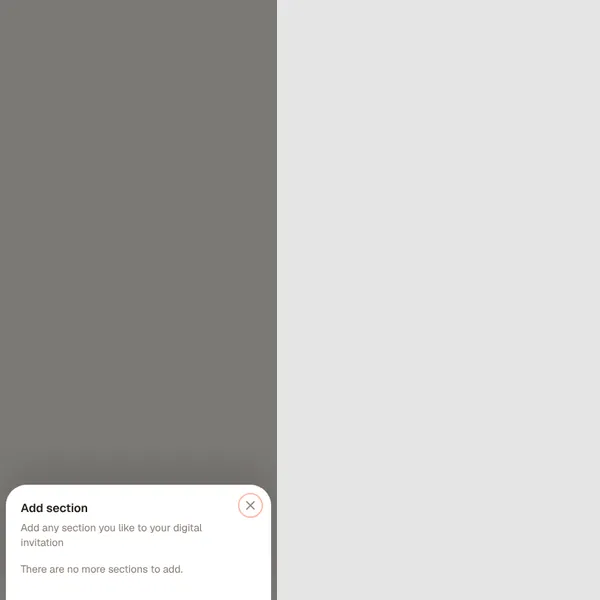 Add section
Add any section you like to your digital
invitation
There are no more sections to add.